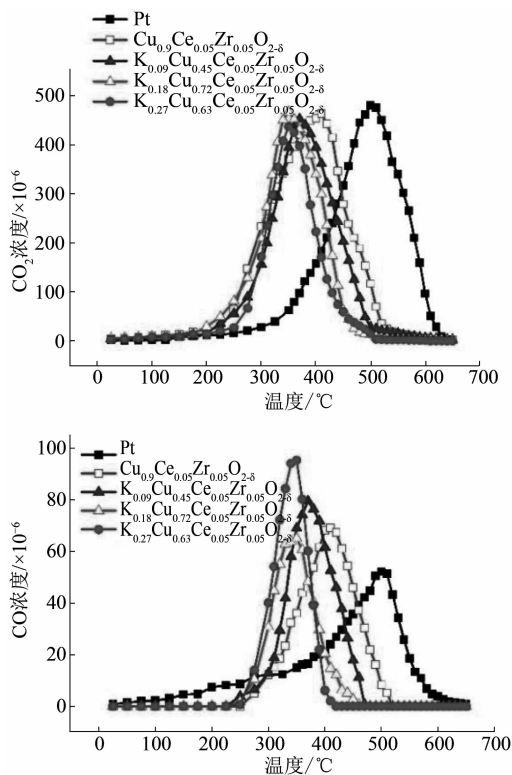 Pt
Cu0.9Ce0.05Zr0.05O2-δ
K0.09Cu0.45Ce0.05Zr0.05O2-δ
K0.18Cu0.72Ce0.05Zr0.05O2-δ
K0.27Cu0.63Ce0.05Zr0.05O2-δ
500
400
300
200
100
0
CO2浓度/×10-6
0 100 200 300 400 500 600 700
温度/℃
Pt
Cu0.9Ce0.05Zr0.05O2-δ
K0.09Cu0.45Ce0.05Zr0.05O2-δ
K0.18Cu0.72Ce0.05Zr0.05O2-δ
K0.27Cu0.63Ce0.05Zr0.05O2-δ
100
80
60
40
20
0
CO浓度/×10-6
0 100 200 300 400 500 600 700
温度/℃